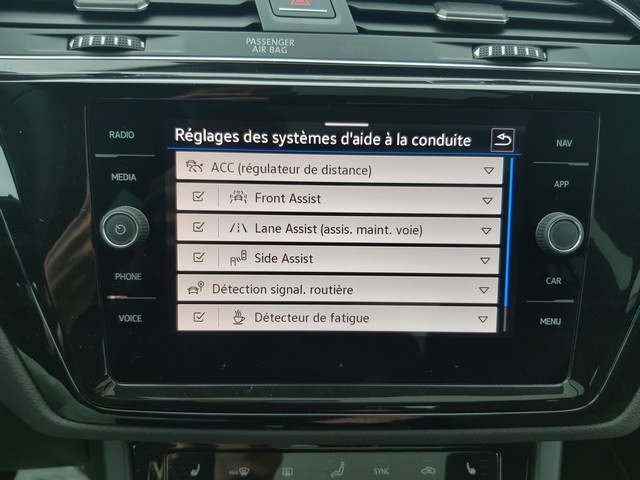 PASSENGER
AIR BAG
RADIO
MEDIA
PHONE
VOICE
Réglages des systèmes d'aide à la conduite
ACC (régulateur de distance)
Front Assist
Lane Assist (assis. maint. voie)
Side Assist
Détection signal. routière
Détecteur de fatigue
NAV
APP
CAR
MENU
SYNC